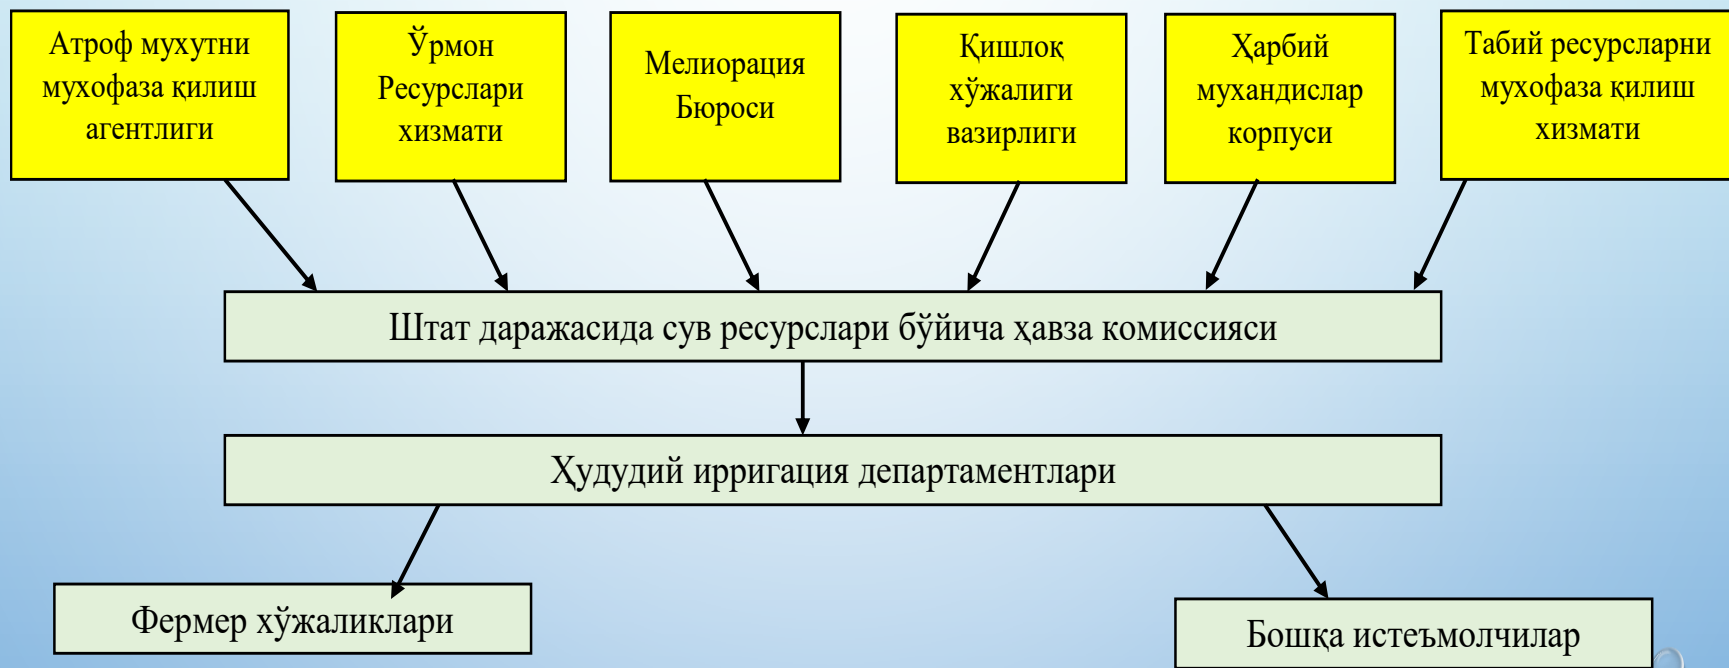 Атроф мухутни
мухофаза қилиш
агентлиги
Ўрмон
Ресурслари
хизмати
Мелиорация
Бюроси
Қишлоқ
хўжалиги
вазирлиги
Ҳарбий
мухандислар
корпуси
Табий ресурсларни
мухофаза қилиш
хизмати
Штат даражасида сув ресурслари бўйича ҳавза комиссияси
Ҳудудий ирригация департаментлари
Фермер хўжаликлари
Бошқа истеъмолчилар